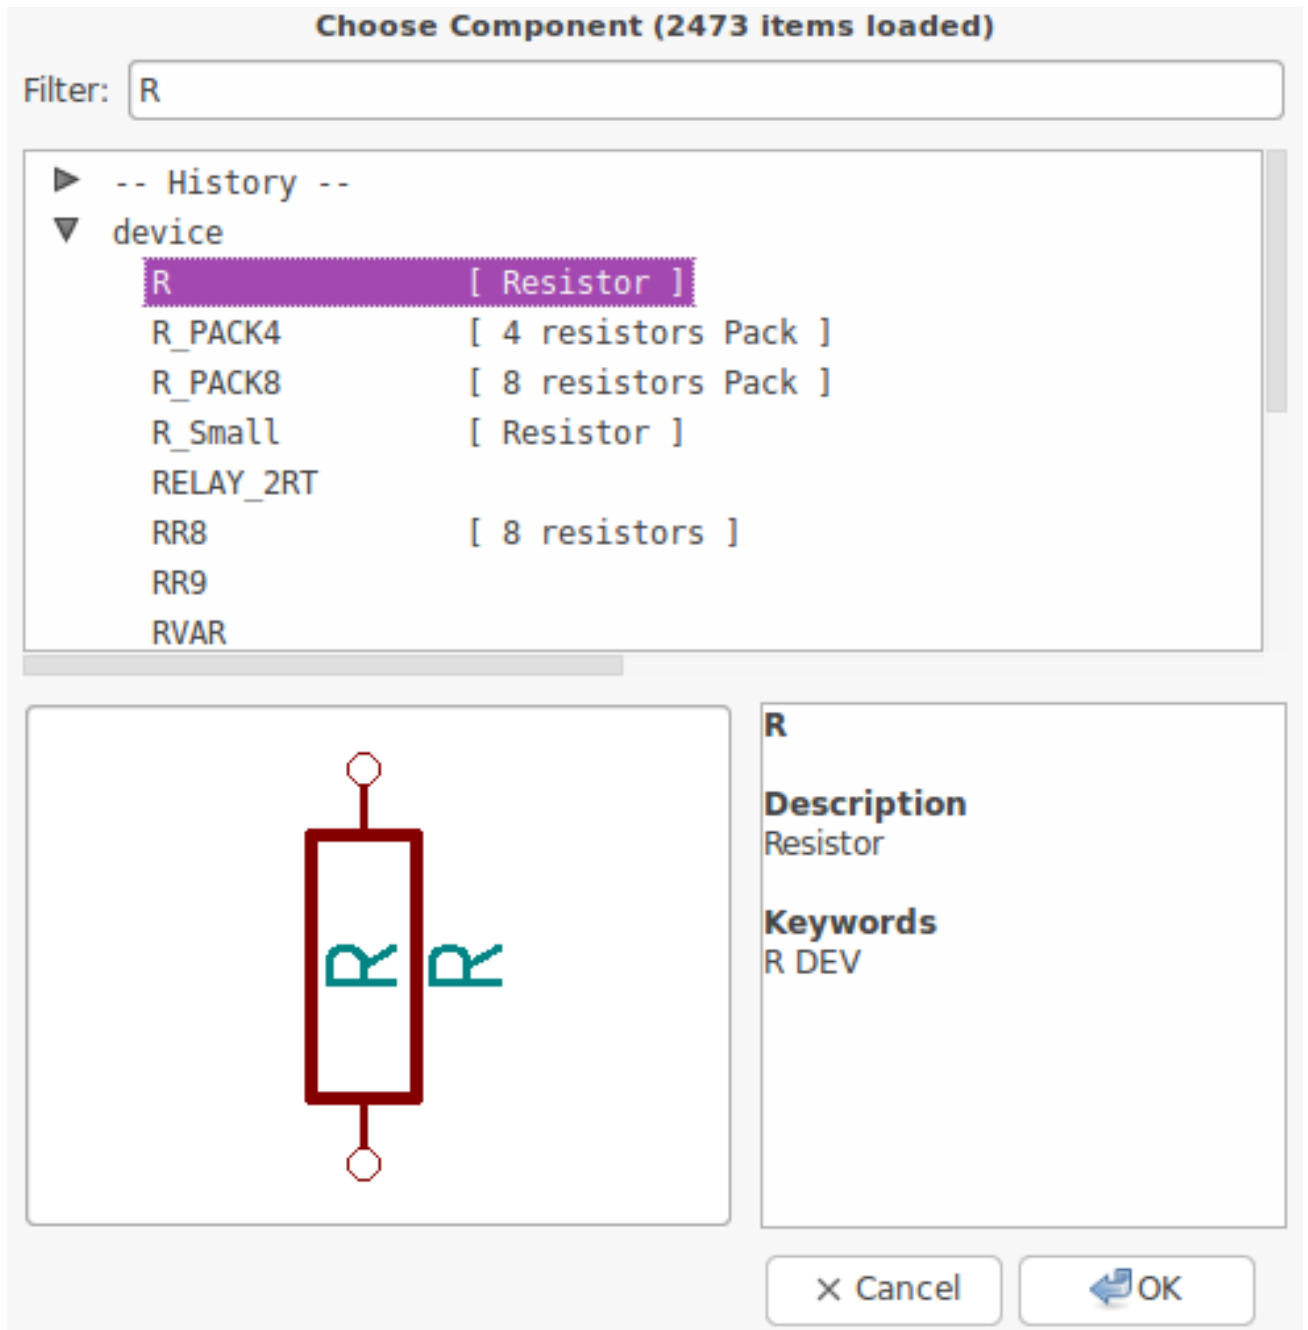 Choose Component (2473 items loaded)
Filter: R
-- History --
device
R [ Resistor ]
R_PACK4 [ 4 resistors Pack ]
R_PACK8 [ 8 resistors Pack ]
R_Small [ Resistor ]
RELAY_2RT
RR8 [ 8 resistors ]
RR9
RVAR
R R
R
Description
Resistor
Keywords
R DEV
Cancel OK